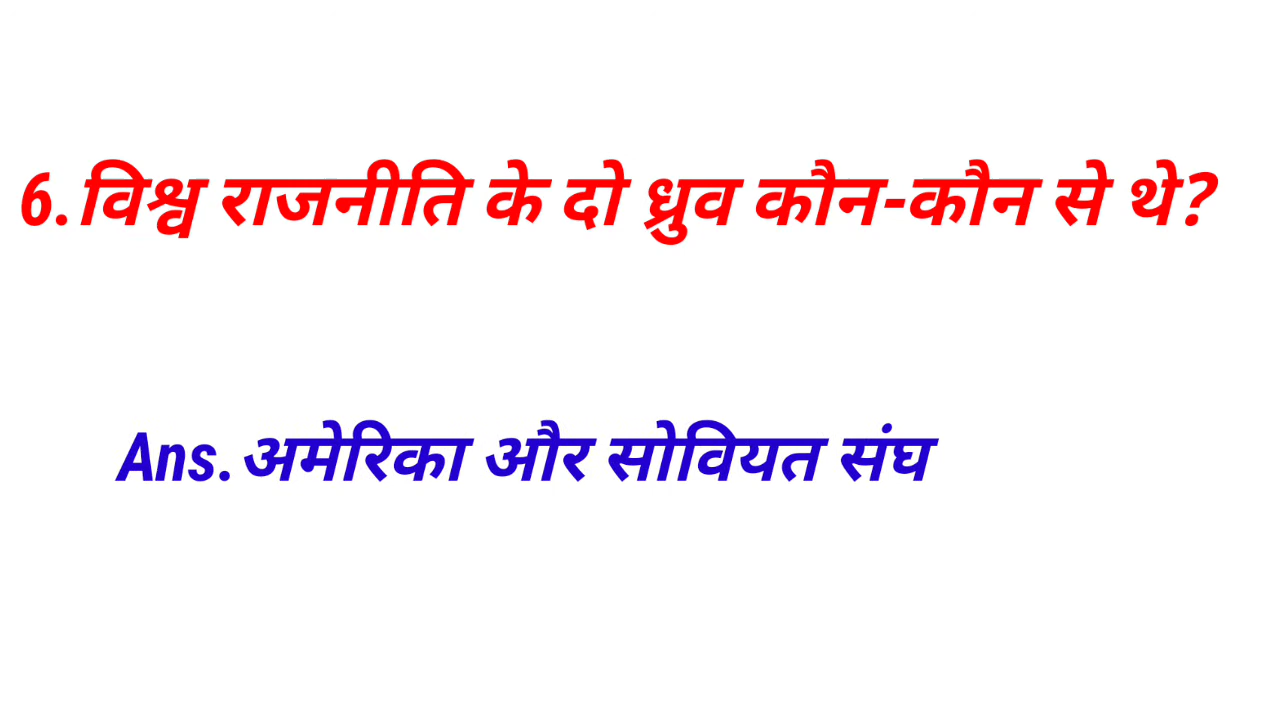 6.विश्व राजनीति के दो ध्रुव कौन-कौन से थे?
Ans.अमेरिका और सोवियत संघ